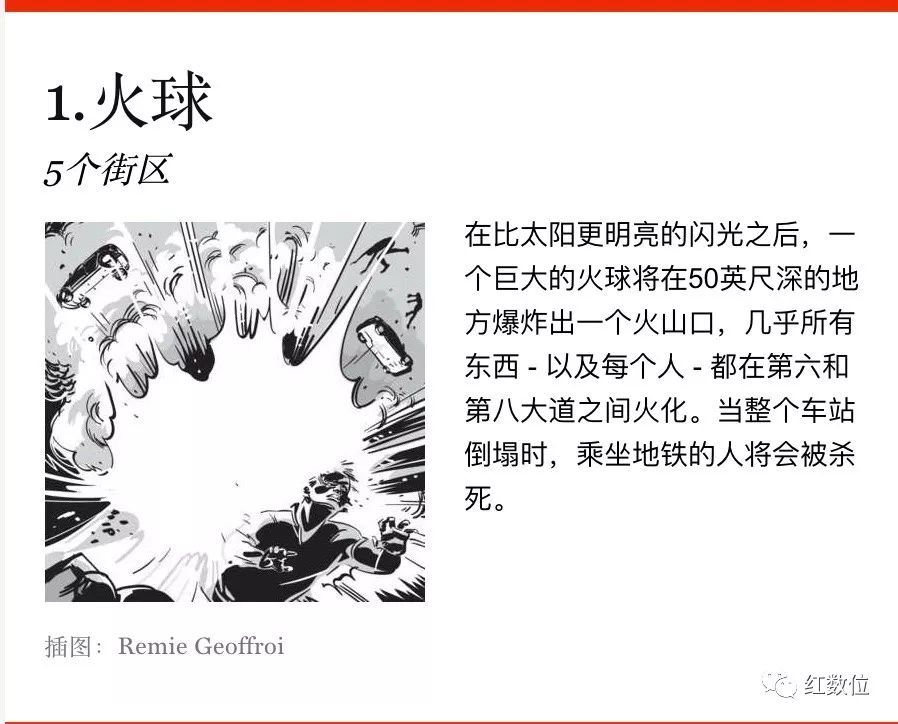 1.火球
5个街区
在比太阳更明亮的闪光之后，一
个巨大的火球将在50英尺深的地
方爆炸出一个火山口，几乎所有
东西 - 以及每个人 - 都在第六和
第八大道之间火化。当整个车站
倒塌时，乘坐地铁的人将会被杀
死。
插图：Remie Geoffroi
红数位